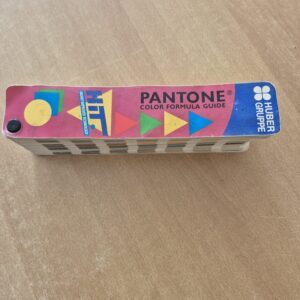 PANTONE®
COLOR FORMULA GUIDE
HUBER
GRUPPE